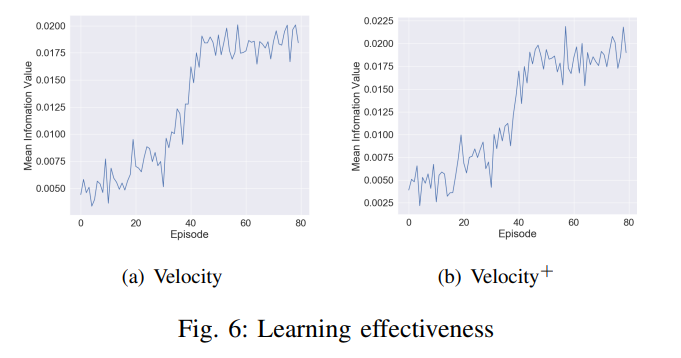 0.0200
0.0175
0.0150
0.0125
0.0100
0.0075
0.0050
Mean Infomation Value
0 20 40 60 80
Episode
(a) Velocity
0.0225
0.0200
0.0175
0.0150
0.0125
0.0100
0.0075
0.0050
0.0025
Mean Infomation Value
0 20 40 60 80
Episode
(b) Velocity+
Fig. 6: Learning effectiveness